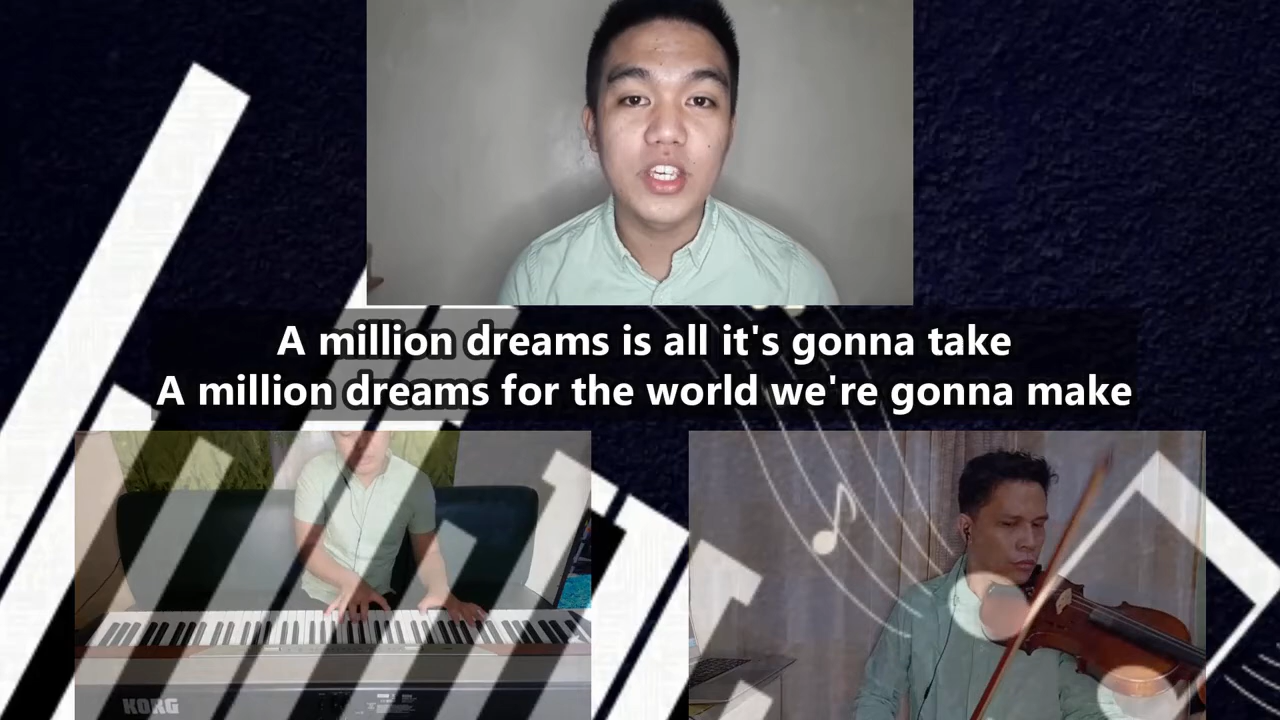 A million dreams is all it's gonna take
A million dreams for the world we're gonna make
KORG